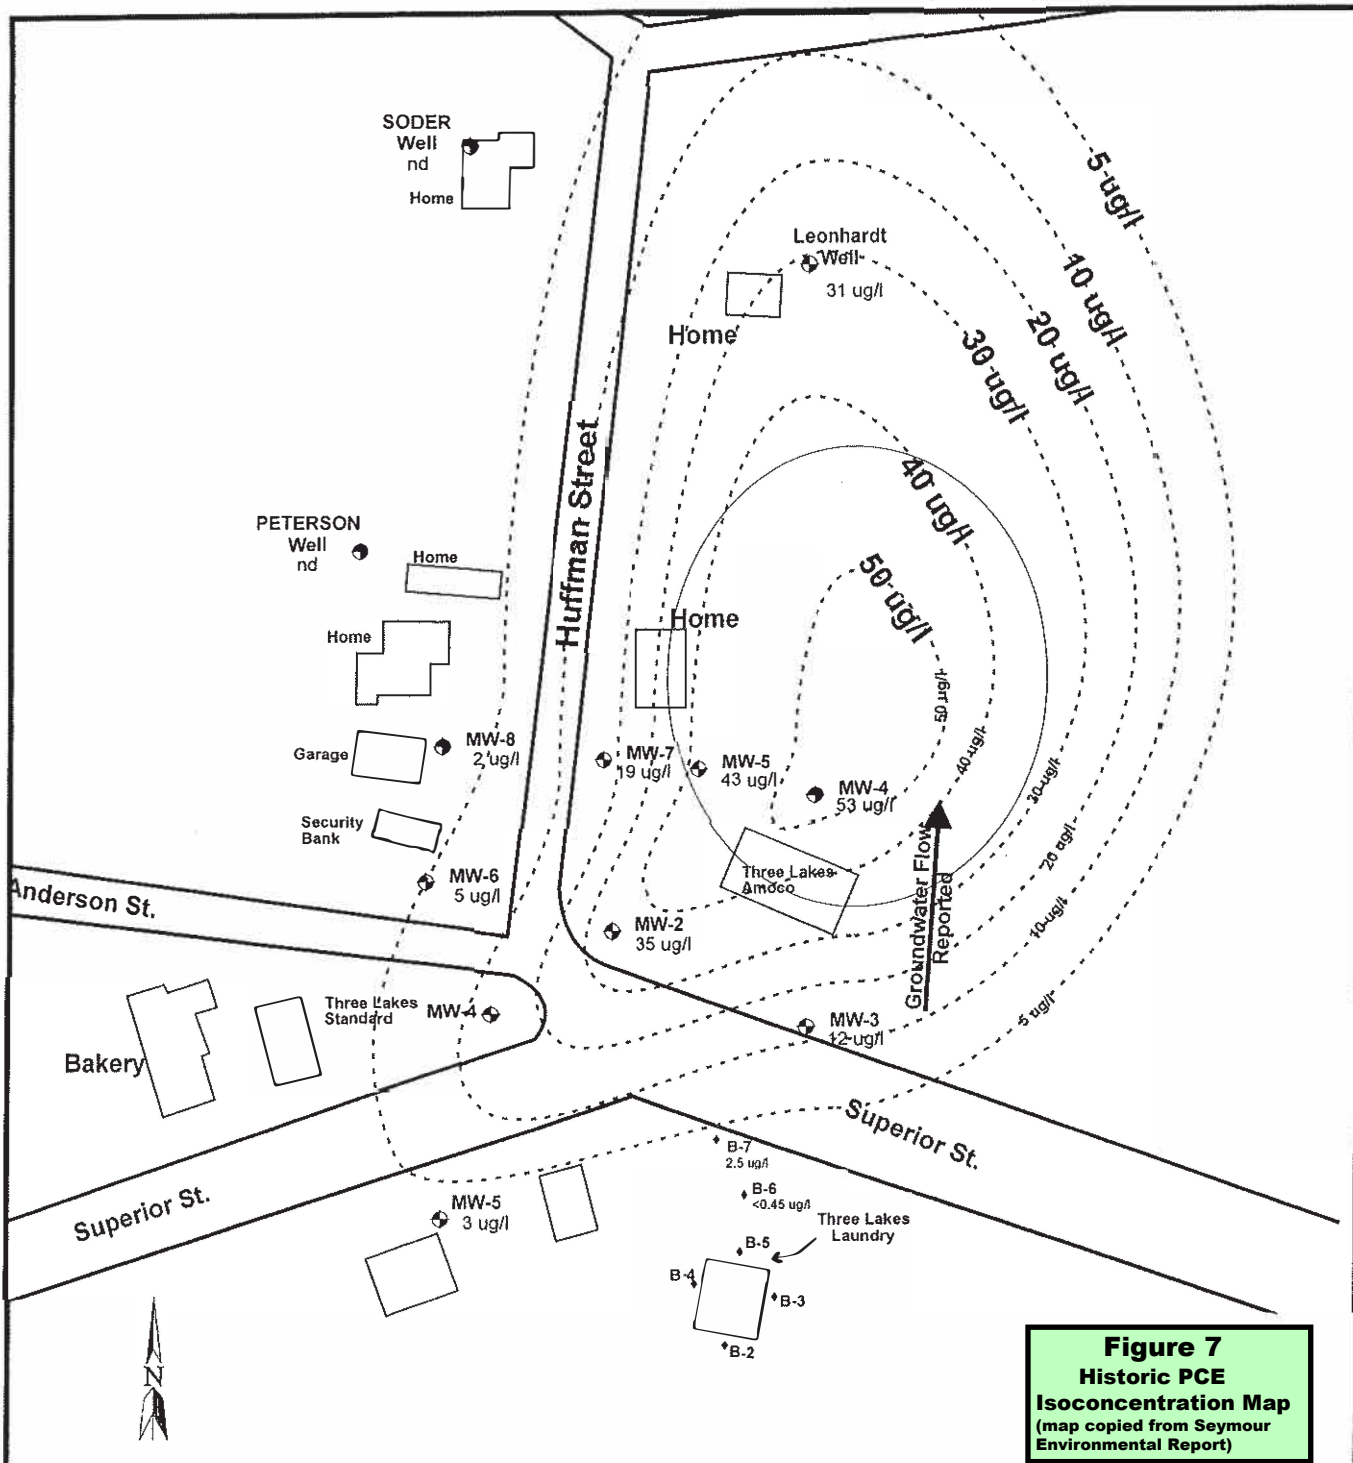 SODER
Well
nd
Home
5 ug/l
10 ug/l
20 ug/l
30 ug/l
40 ug/l
50 ug/l
Leonhardt
Well
31 ug/l
Home
Huffman Street
PETERSON
Well
nd
Home
Home
Home
50 ug/l
40 ug/l
30 ug/l
20 ug/l
10 ug/l
5 ug/l
Garage
MW-8
2 ug/l
MW-7
19 ug/l
MW-5
43 ug/l
MW-4
53 ug/l
Security
Bank
MW-6
5 ug/l
Three Lakes
Amoco
Groundwater Flow
Reported
Anderson St.
MW-2
35 ug/l
Three Lakes
Standard
MW-4
MW-3
12 ug/l
Bakery
Superior St.
B-7
2.5 ug/l
B-6
<0.45 ug/l
Superior St.
MW-5
3 ug/l
Three Lakes
Laundry
B-5
B-4
B-3
B-2
N
Figure 7
Historic PCE
Isoconcentration Map
(map copied from Seymour
Environmental Report)